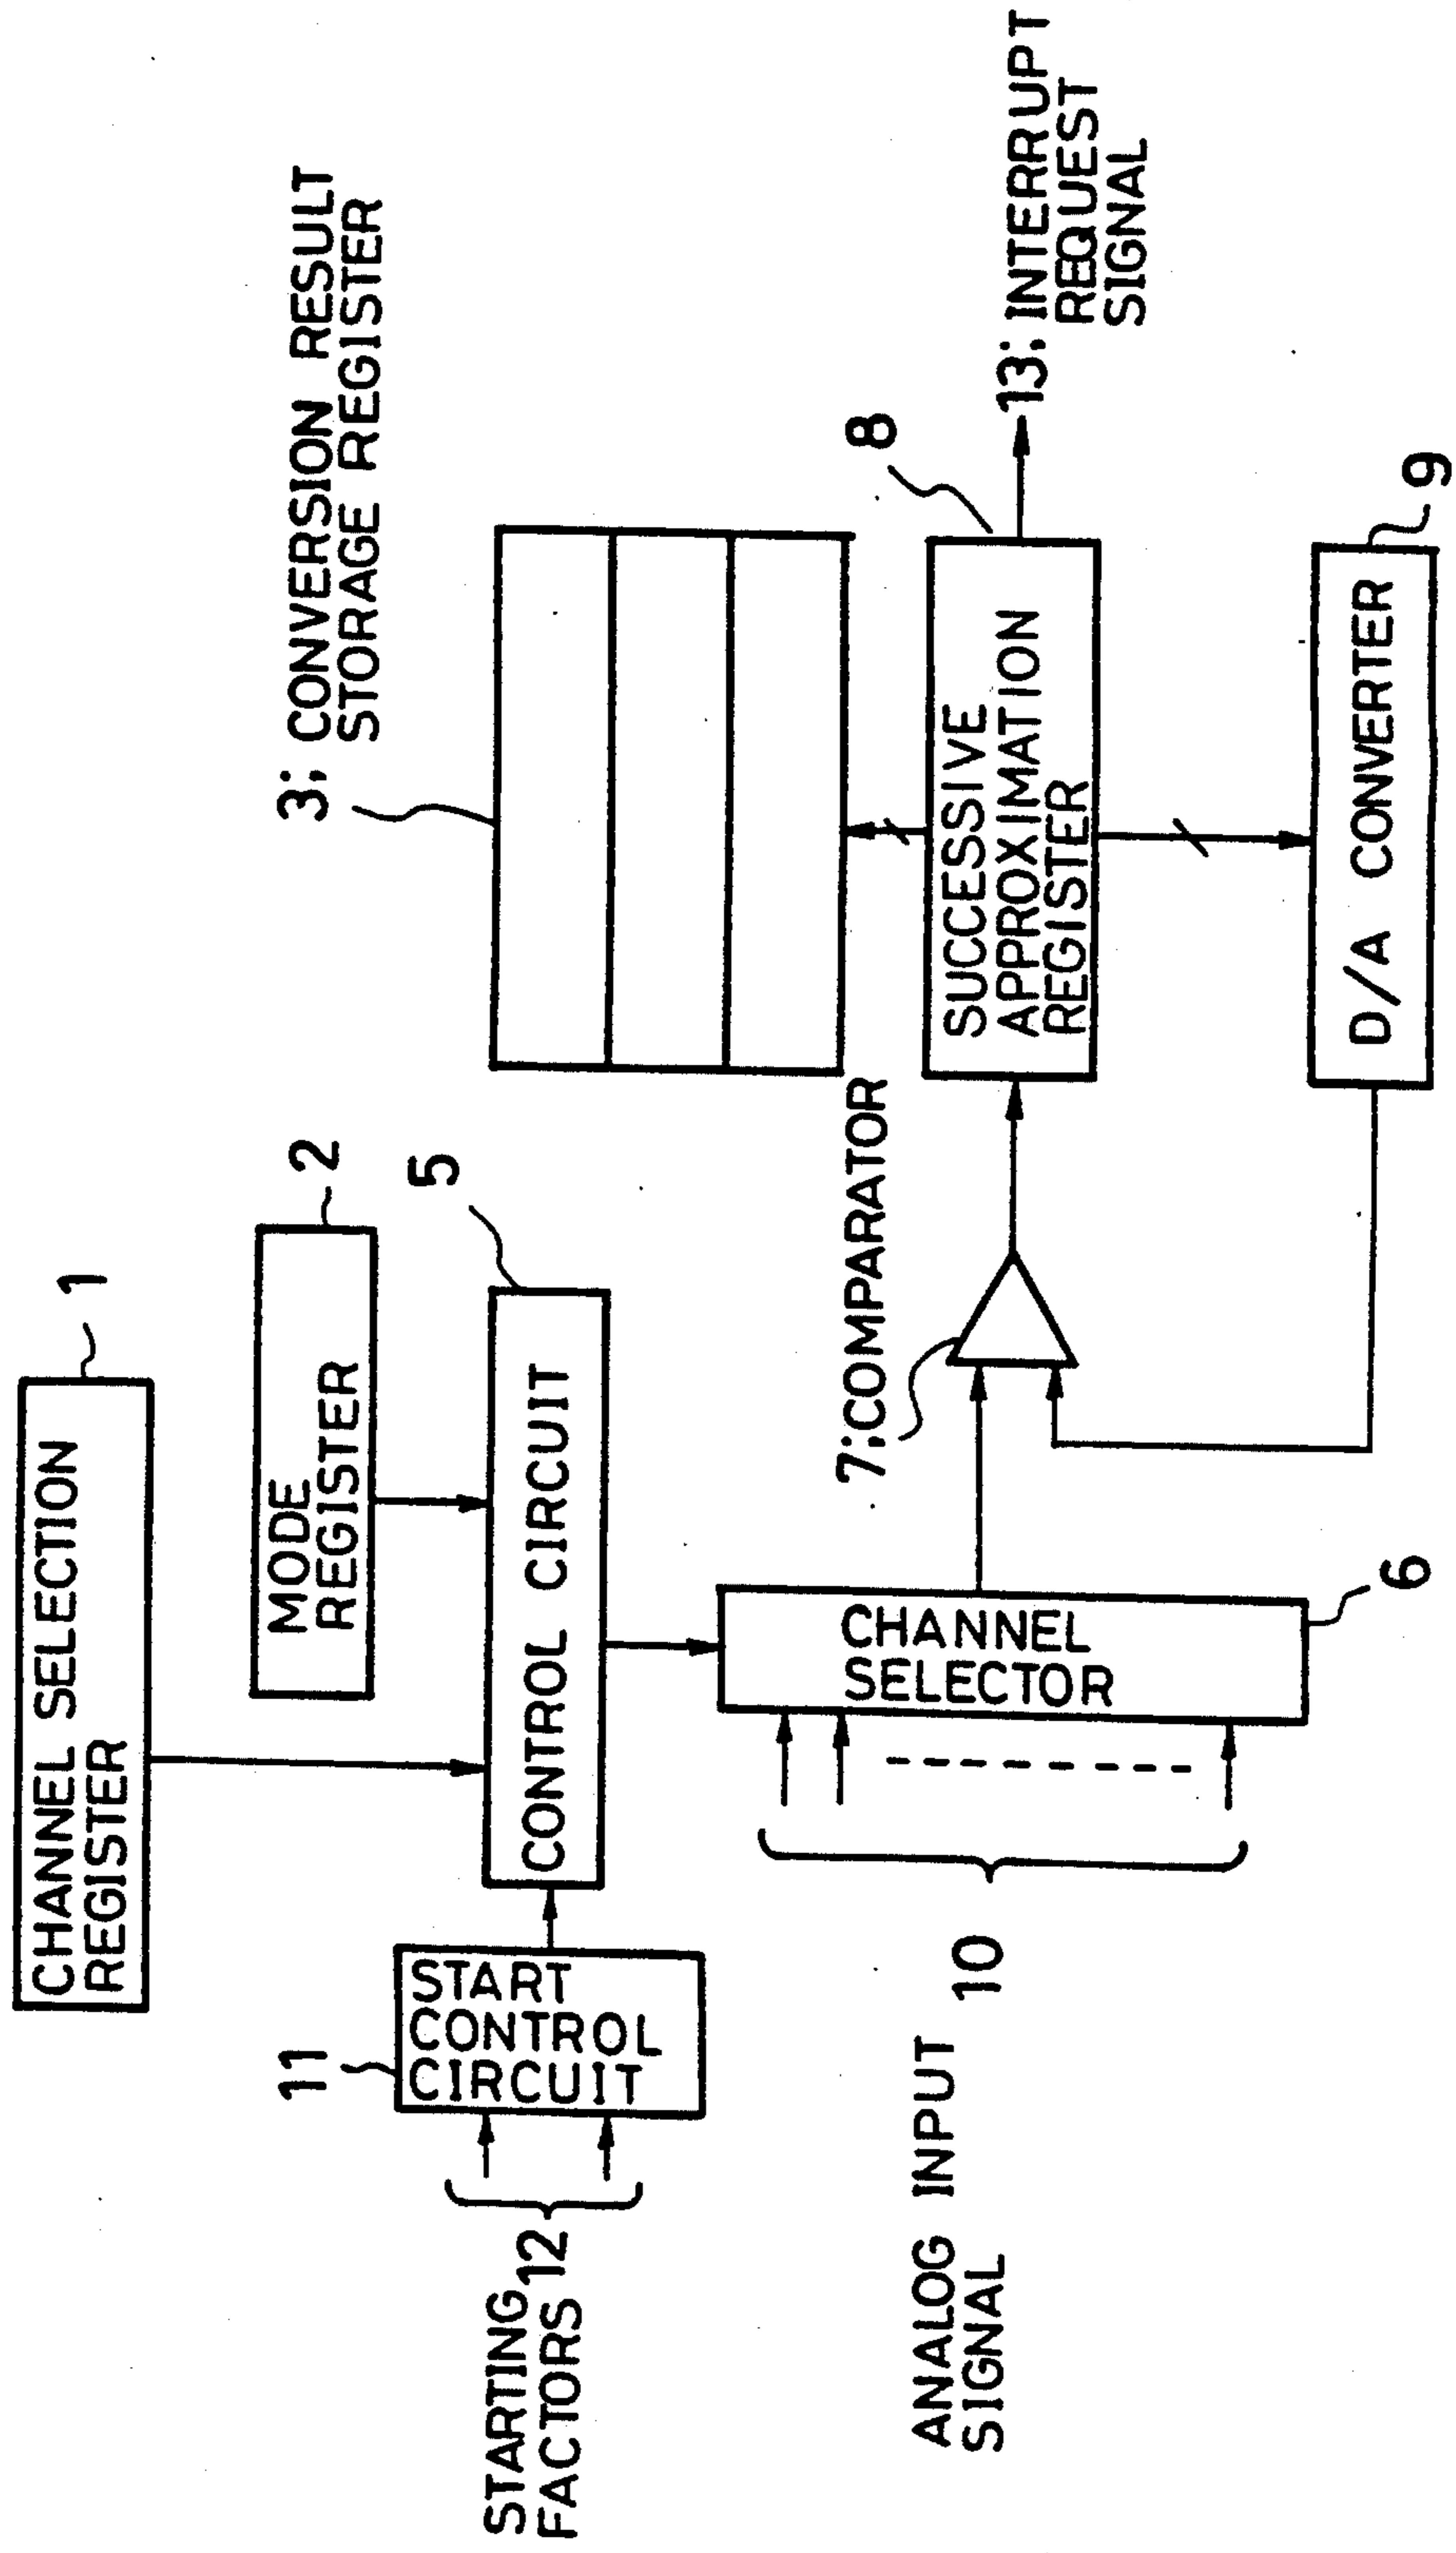 CHANNEL SELECTION
REGISTER
1
MODE
REGISTER
2
3; CONVERSION RESULT
STORAGE REGISTER
11
START
CONTROL
CIRCUIT
CONTROL CIRCUIT
5
STARTING
FACTORS 12
7; COMPARATOR
8
SUCCESSIVE
APPROXIMATION
REGISTER
13; INTERRUPT
REQUEST
SIGNAL
CHANNEL
SELECTOR
6
ANALOG INPUT
SIGNAL
10
D/A CONVERTER
9